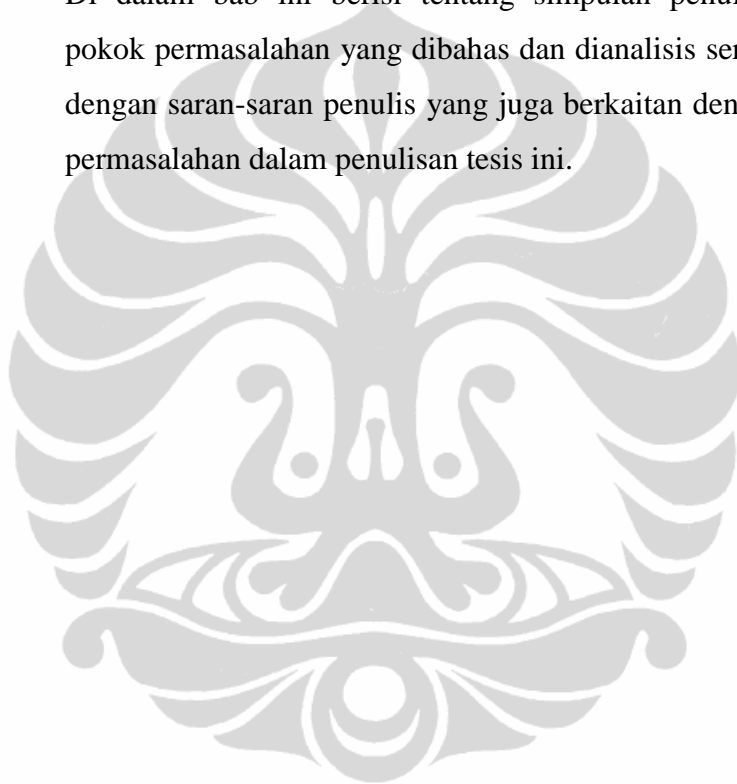 Di dalam bab ini berisi tentang simpulan
pokok permasalahan yang dibahas dan dianalisis
dengan saran-saran penulis yang juga berkaitan
permasalahan dalam penulisan tesis ini.